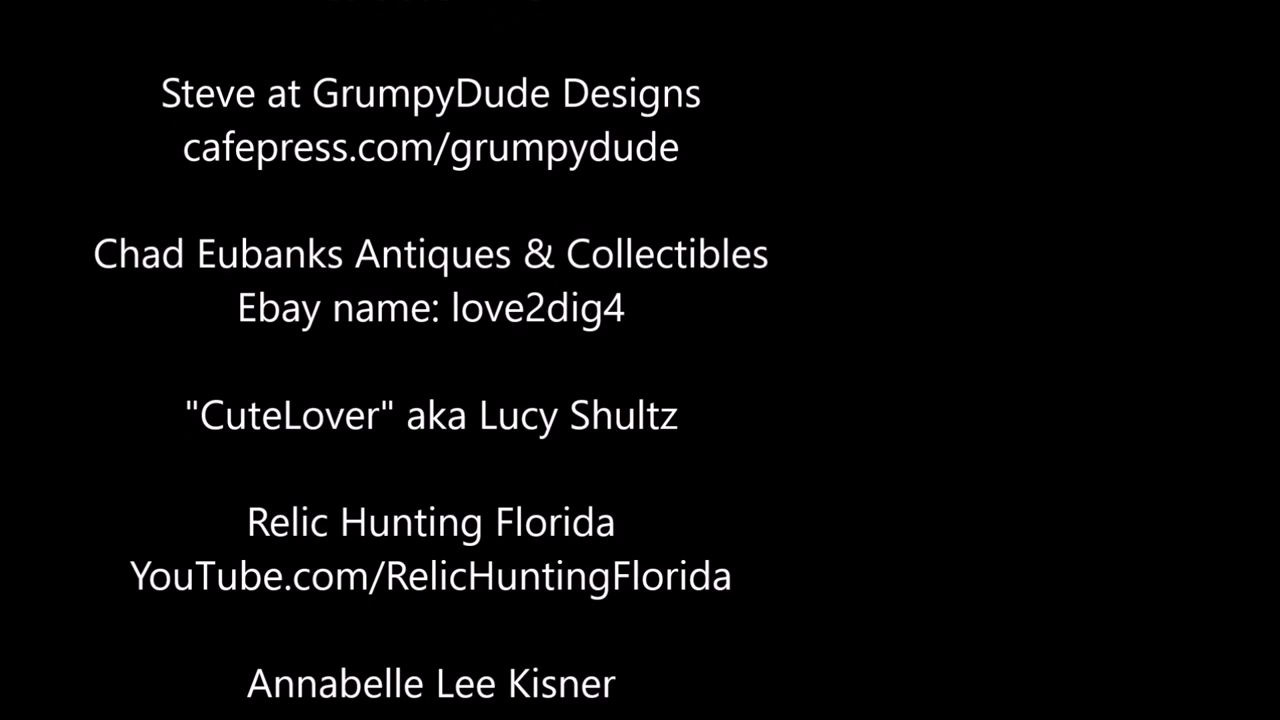 Steve at GrumpyDude Designs
cafepress.com/grumpydude
Chad Eubanks Antiques & Collectibles
Ebay name: love2dig4
"CuteLover" aka Lucy Shultz
Relic Hunting Florida
YouTube.com/RelicHuntingFlorida
Annabelle Lee Kisner